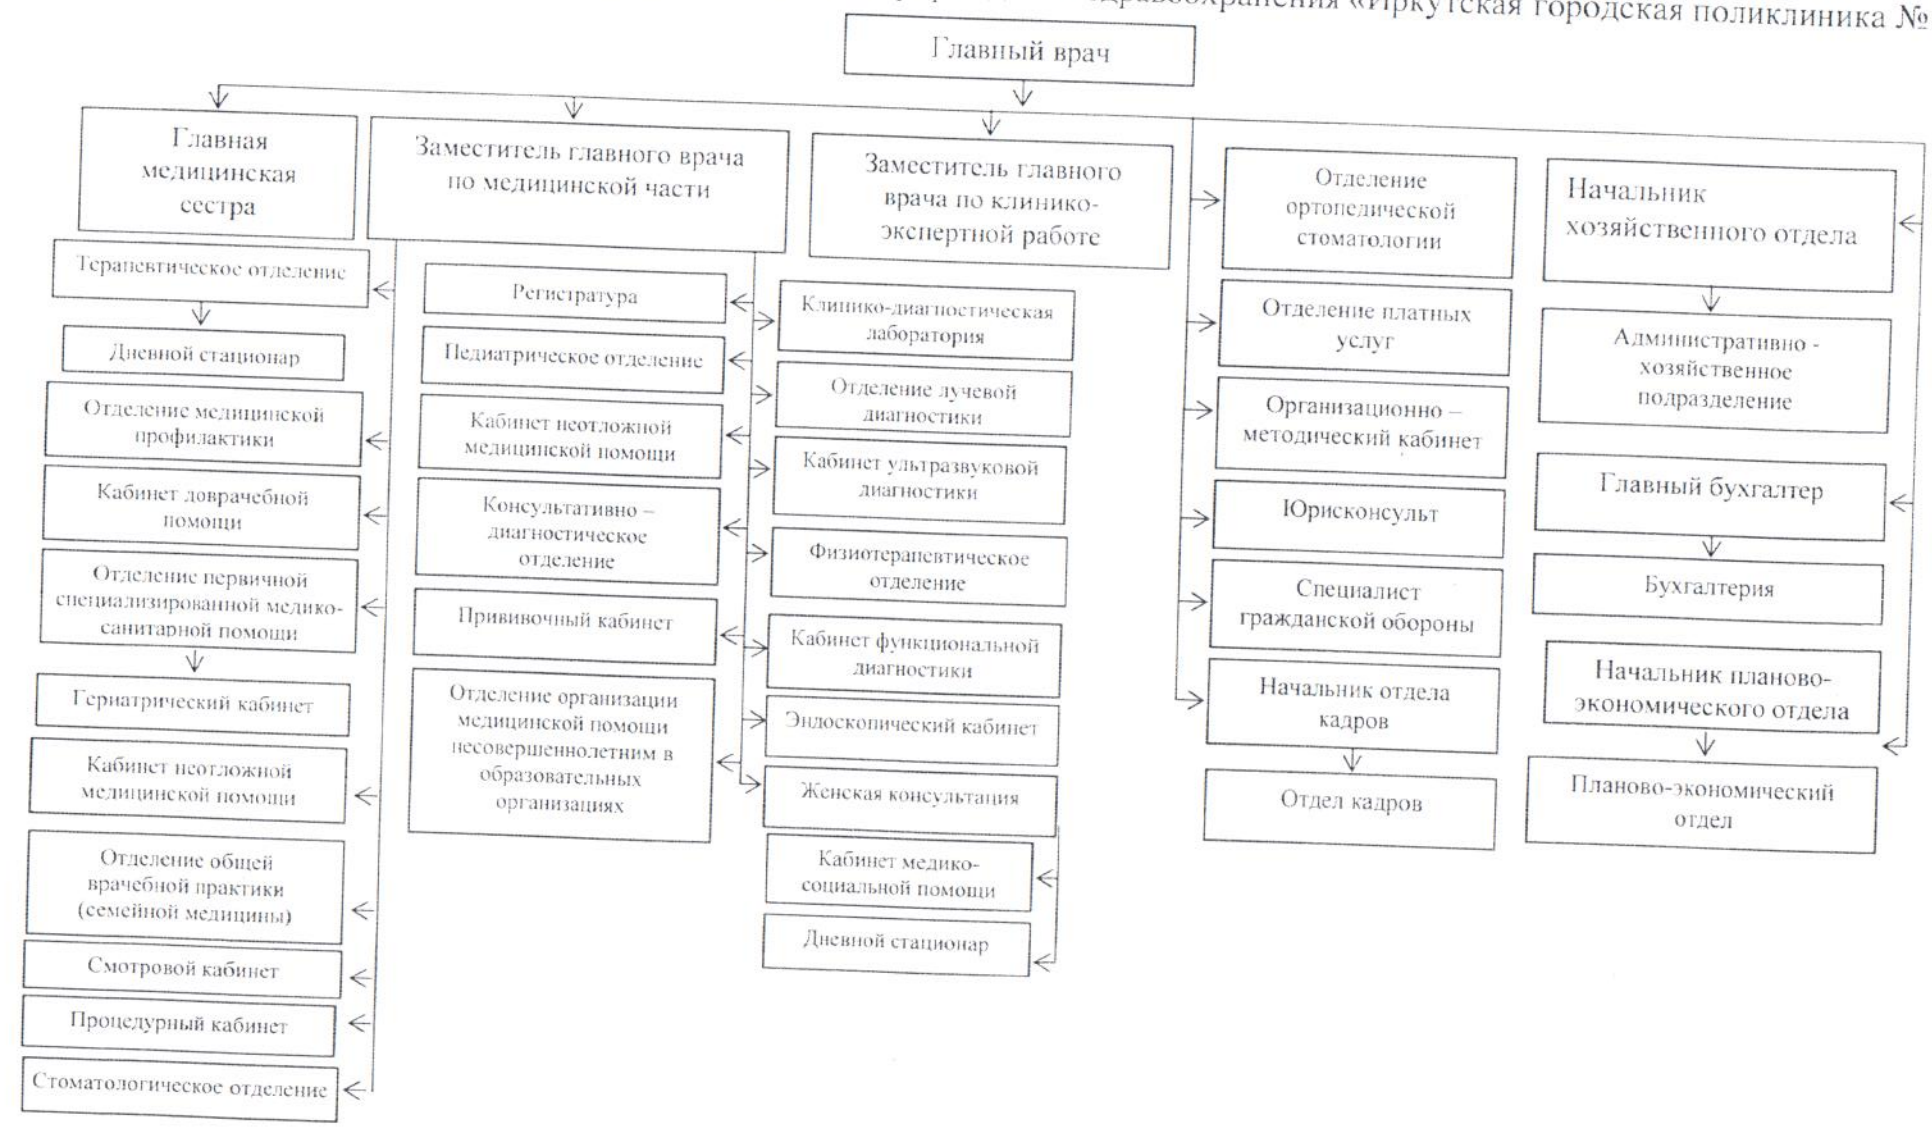 здравоохранения «Иркутская городская поликлиника №
Главный врач
Главная
медицинская
сестра
Заместитель главного врача
по медицинской части
Заместитель главного
врача по клинико-
экспертной работе
Отделение
ортопедической
стоматологии
Начальник
хозяйственного отдела
Терапевтическое отделение
Дневной стационар
Отделение медицинской
профилактики
Кабинет доврачебной
помощи
Отделение первичной
специализированной медико-
санитарной помощи
Гериатрический кабинет
Кабинет неотложной
медицинской помощи
Отделение общей
врачебной практики
(семейной медицины)
Смотровой кабинет
Процедурный кабинет
Стоматологическое отделение
Регистратура
Педиатрическое отделение
Кабинет неотложной
медицинской помощи
Консультативно –
диагностическое
отделение
Прививочный кабинет
Отделение организации
медицинской помощи
несовершеннолетним в
образовательных
организациях
Клинико-диагностическая
лаборатория
Отделение лучевой
диагностики
Кабинет ультразвуковой
диагностики
Физиотерапевтическое
отделение
Кабинет функциональной
диагностики
Эндоскопический кабинет
Женская консультация
Кабинет медико-
социальной помощи
Дневной стационар
Отделение платных
услуг
Организационно –
методический кабинет
Юрисконсульт
Специалист
гражданской обороны
Начальник отдела
кадров
Отдел кадров
Административно -
хозяйственное
подразделение
Главный бухгалтер
Бухгалтерия
Начальник планово-
экономического отдела
Планово-экономический
отдел